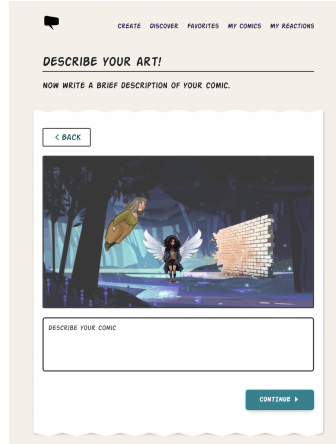 CREATE DISCOVER FAVORITES MY COMICS MY REACTIONS
DESCRIBE YOUR ART!
NOW WRITE A BRIEF DESCRIPTION OF YOUR COMIC.
< BACK
DESCRIBE YOUR COMIC
CONTINUE